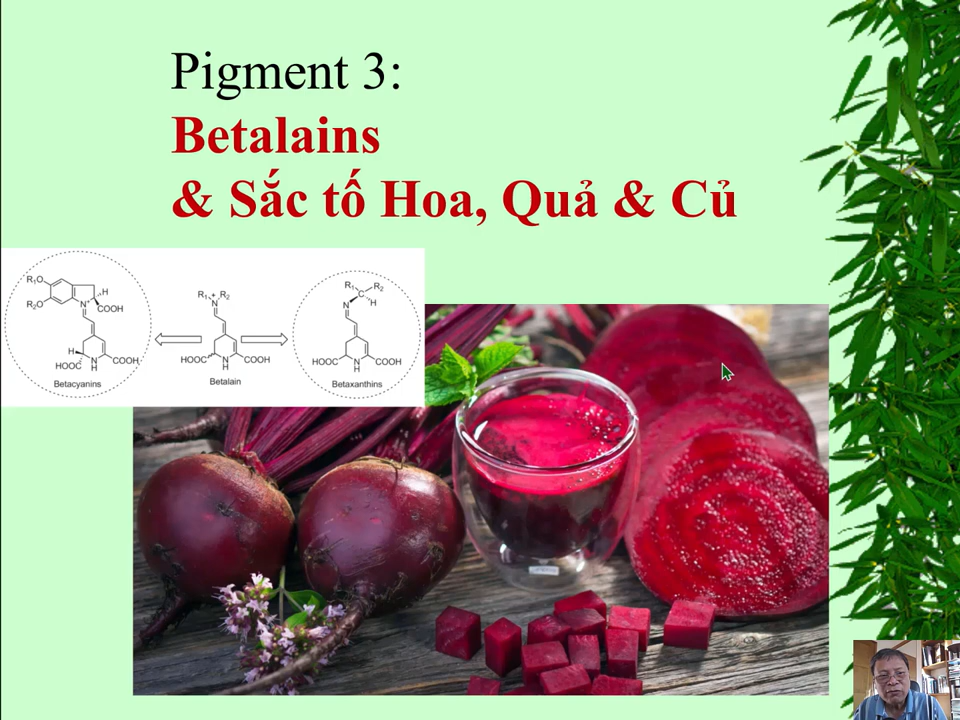 Pigment 3:
Betalains
& Sắc tố Hoa, Quả & Củ
R₁O
R₂O
N⁺
H
COOH
H
HOOC
N
H
COOH
Betacyanins
R₁
+
R₂
N
HOOC
N
H
COOH
Betalain
R₁
C
R₂
H
N
HOOC
N
H
COOH
Betaxanthins